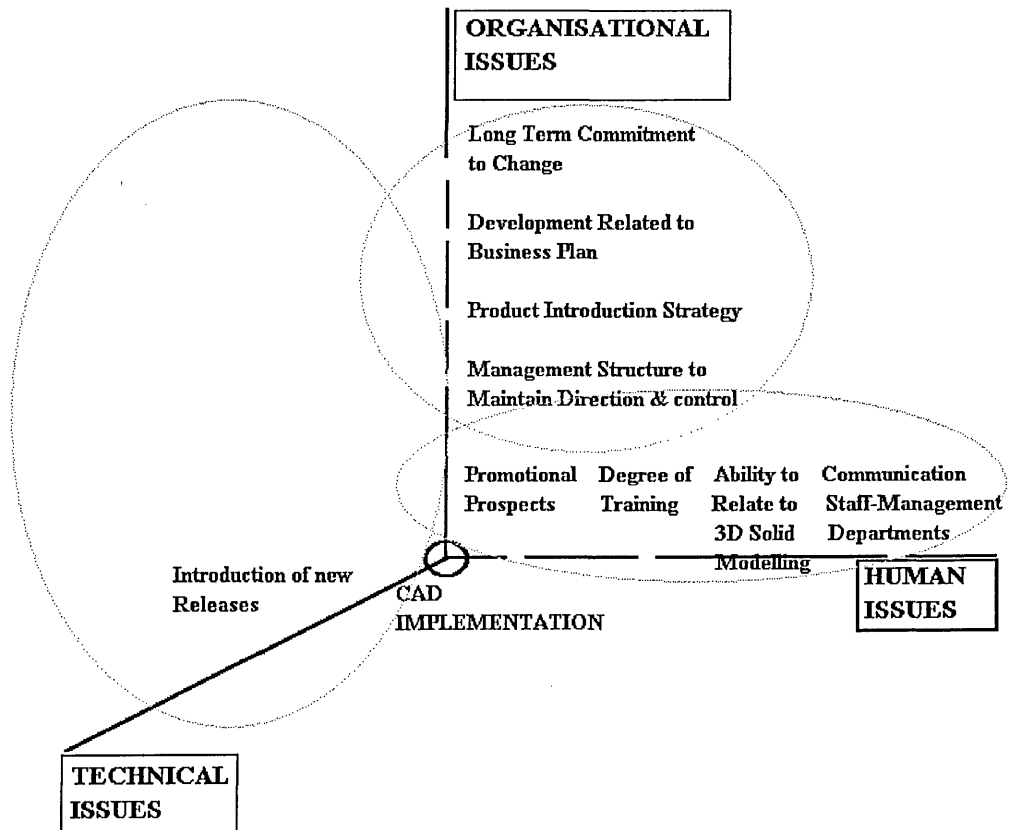 ORGANISATIONAL
ISSUES
Long Term Commitment
to Change
Development Related to
Business Plan
Product Introduction Strategy
Management Structure to
Maintain Direction & control
Promotional
Prospects
Degree of
Training
Ability to
Relate to
3D Solid
Modelling
Communication
Staff-Management
Departments
HUMAN
ISSUES
Introduction of new
Releases
CAD
IMPLEMENTATION
TECHNICAL
ISSUES